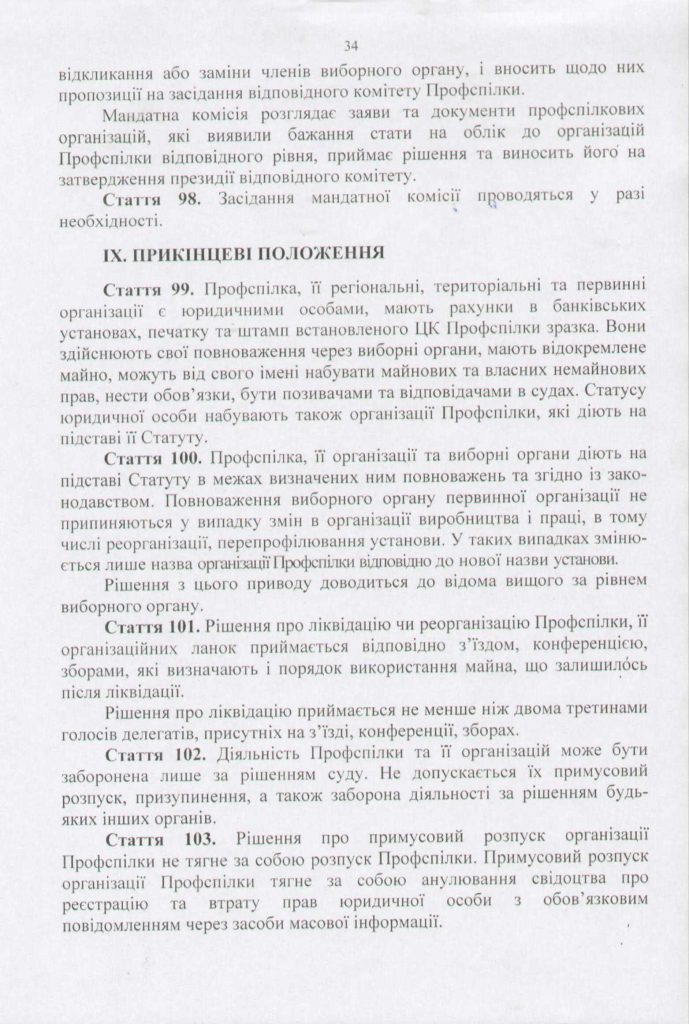 34
відкликання або заміни членів виборного органу, і вносить щодо них
пропозиції на засідання відповідного комітету Профспілки.
Мандатна комісія розглядає заяви та документи профспілкових
організацій, які виявили бажання стати на облік до організацій
Профспілки відповідного рівня, приймає рішення та виносить його на
затвердження президії відповідного комітету.
Стаття 98. Засідання мандатної комісії проводяться у разі
необхідності.
ІХ. ПРИКІНЦЕВІ ПОЛОЖЕННЯ
Стаття 99. Профспілка, її регіональні, територіальні та первинні
організації є юридичними особами, мають рахунки в банківських
установах, печатку та штамп встановленого ЦК Профспілки зразка. Вони
здійснюють свої повноваження через виборні органи, мають відокремлене
майно, можуть від свого імені набувати майнових та власних немайнових
прав, нести обов’язки, бути позивачами та відповідачами в судах. Статусу
юридичної особи набувають також організації Профспілки, які діють на
підставі її Статуту.
Стаття 100. Профспілка, її організації та виборні органи діють на
підставі Статуту в межах визначених ним повноважень та згідно із зако-
нодавством. Повноваження виборного органу первинної організації не
припиняються у випадку змін в організації виробництва і праці, в тому
числі реорганізації, перепрофілювання установи. У таких випадках зміню-
ється лише назва організації Профспілки відповідно до нової назви установи.
Рішення з цього приводу доводиться до відома вищого за рівнем
виборного органу.
Стаття 101. Рішення про ліквідацію чи реорганізацію Профспілки, її
організаційних ланок приймається відповідно з’їздом, конференцією,
зборами, які визначають і порядок використання майна, що залишилось
після ліквідації.
Рішення про ліквідацію приймається не менше ніж двома третинами
голосів делегатів, присутніх на з’їзді, конференції, зборах.
Стаття 102. Діяльність Профспілки та її організацій може бути
заборонена лише за рішенням суду. Не допускається їх примусовий
розпуск, призупинення, а також заборона діяльності за рішенням будь-
яких інших органів.
Стаття 103. Рішення про примусовий розпуск організації
Профспілки не тягне за собою розпуск Профспілки. Примусовий розпуск
організації Профспілки тягне за собою анулювання свідоцтва про
реєстрацію та втрату прав юридичної особи з обов’язковим
повідомленням через засоби масової інформації.